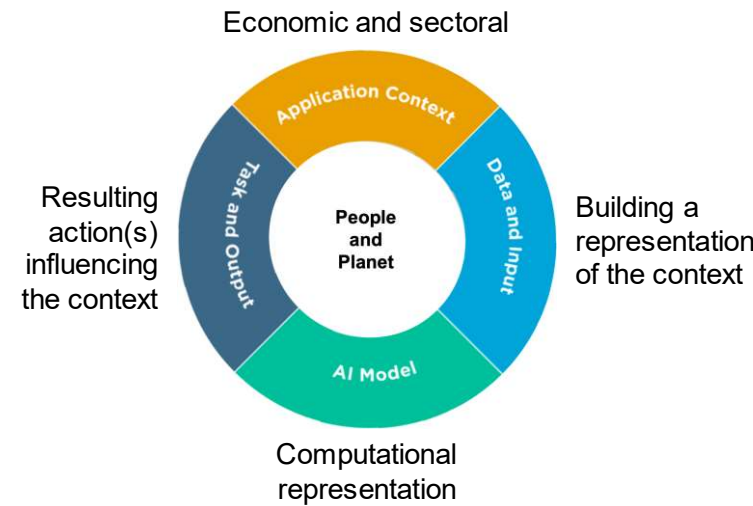 Economic and sectoral
Application Context
Task and Output
Data and Input
Resulting
action(s)
influencing
the context
People
and
Planet
Building a
representation
of the context
AI Model
Computational
representation